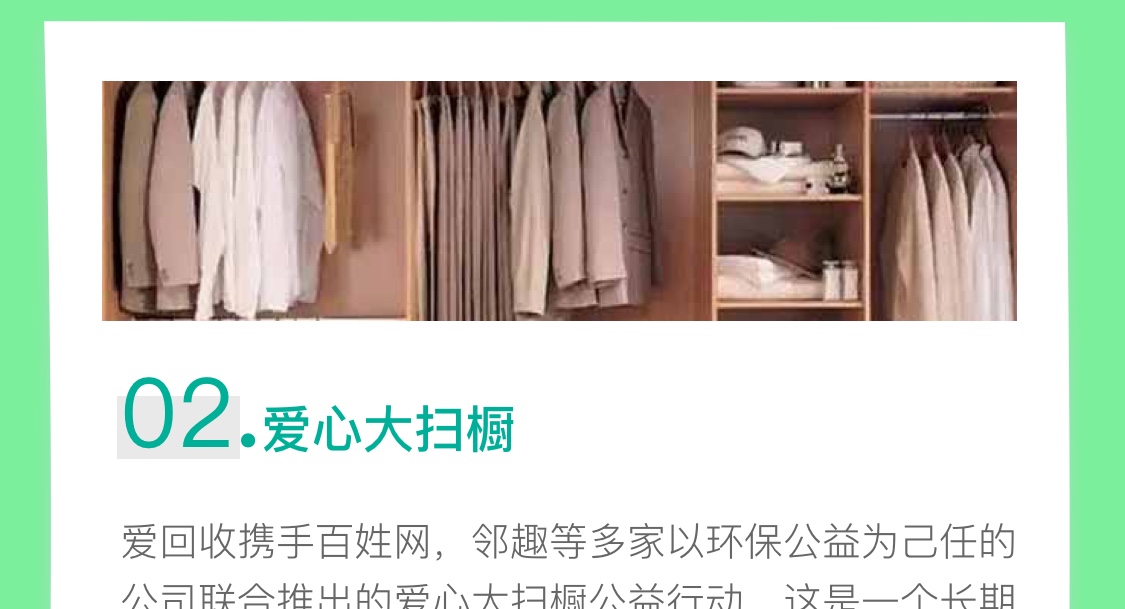 02.爱心大扫橱
爱回收携手百姓网，邻趣等多家以环保公益为己任的
公司联合推出的爱心大扫橱公益行动，这是一个长期